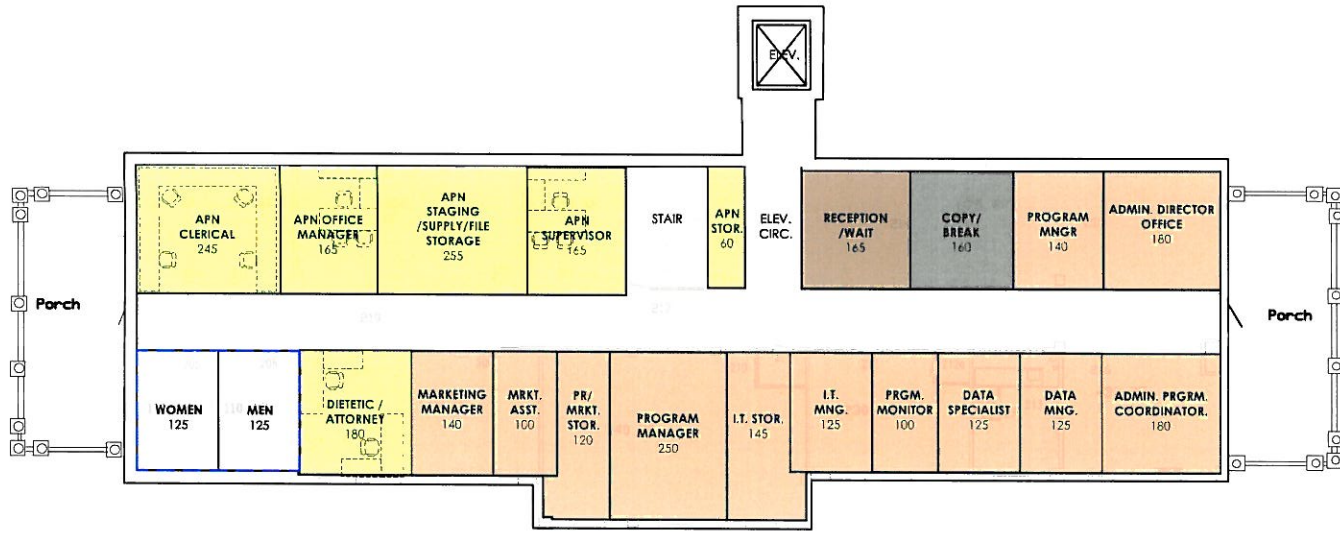 ELEV.
APN
CLERICAL
245
APN OFFICE
MANAGER
165
APN
STAGING
/SUPPLY/FILE
STORAGE
255
APN
SUPERVISOR
165
STAIR
APN
STOR.
60
ELEV.
CIRC.
RECEPTION
/WAIT
165
COPY/
BREAK
160
PROGRAM
MNGR
140
ADMIN. DIRECTOR
OFFICE
180
Porch
Porch
WOMEN
125
MEN
125
DIETETIC /
ATTORNEY
180
MARKETING
MANAGER
140
MRKT.
ASST.
100
PR/
MRKT.
STOR.
120
PROGRAM
MANAGER
250
I.T. STOR.
145
I.T.
MNG.
125
PRGM.
MONITOR
100
DATA
SPECIALIST
125
DATA
MNG.
125
ADMIN. PRGRM.
COORDINATOR.
180